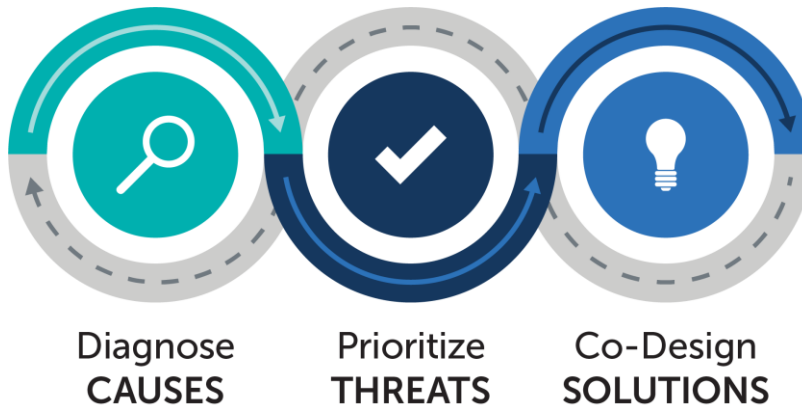 Diagnose
CAUSES
Prioritize
THREATS
Co-Design
SOLUTIONS